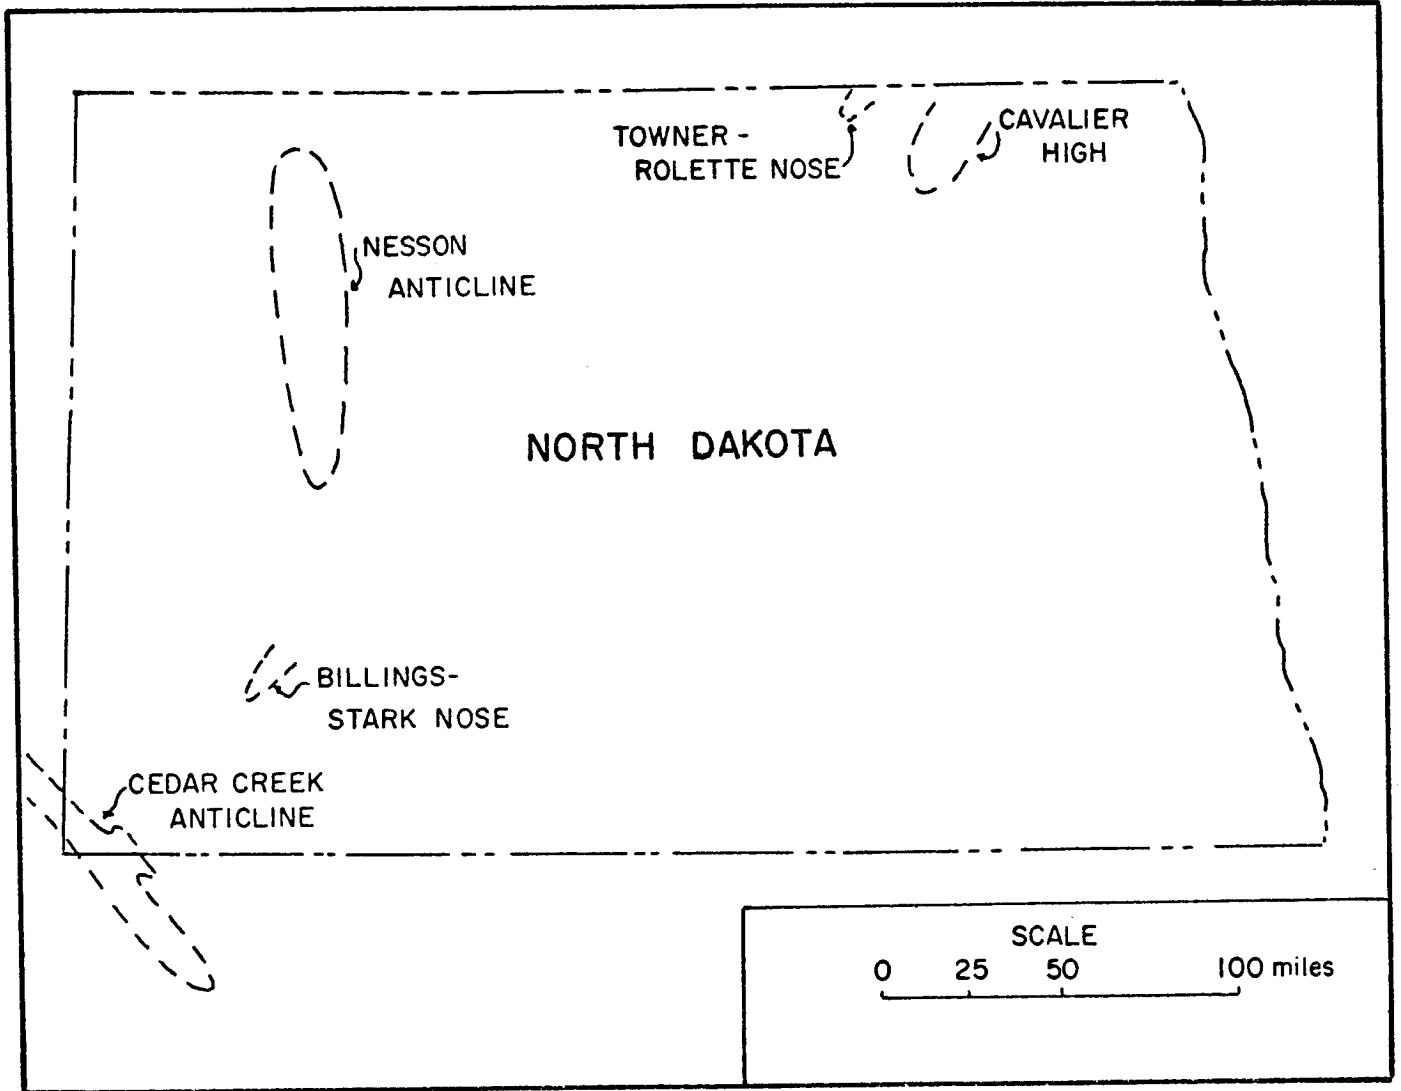 TOWNER -
ROLETTE NOSE
CAVALIER
HIGH
NESSON
ANTICLINE
NORTH DAKOTA
BILLINGS-
STARK NOSE
CEDAR CREEK
ANTICLINE
SCALE
0 25 50 100 miles